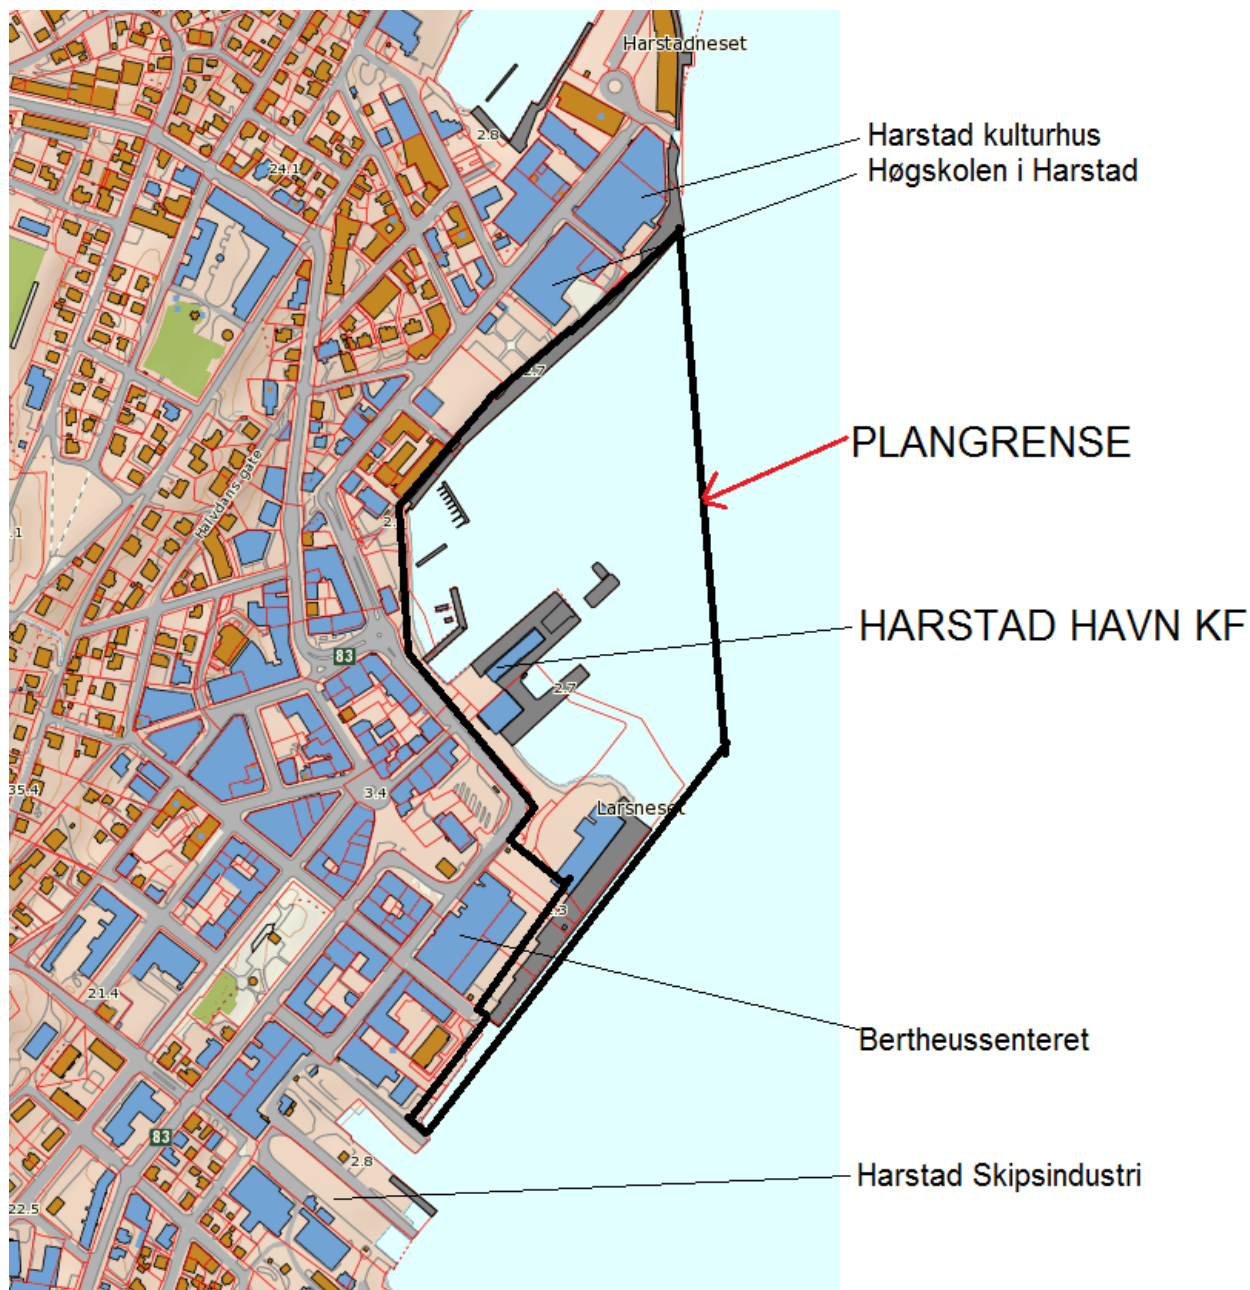 Harstadneset
2.8
Harstad kulturhus
24.1
Høgskolen i Harstad
2.7
PLANGRENSE
Halvdans gate
2.
.1
HARSTAD HAVN KF
83
2.7
35.4
3.4
Larsneset
.3
21.4
Bertheussenteret
83
2.8
Harstad Skipsindustri
22.5